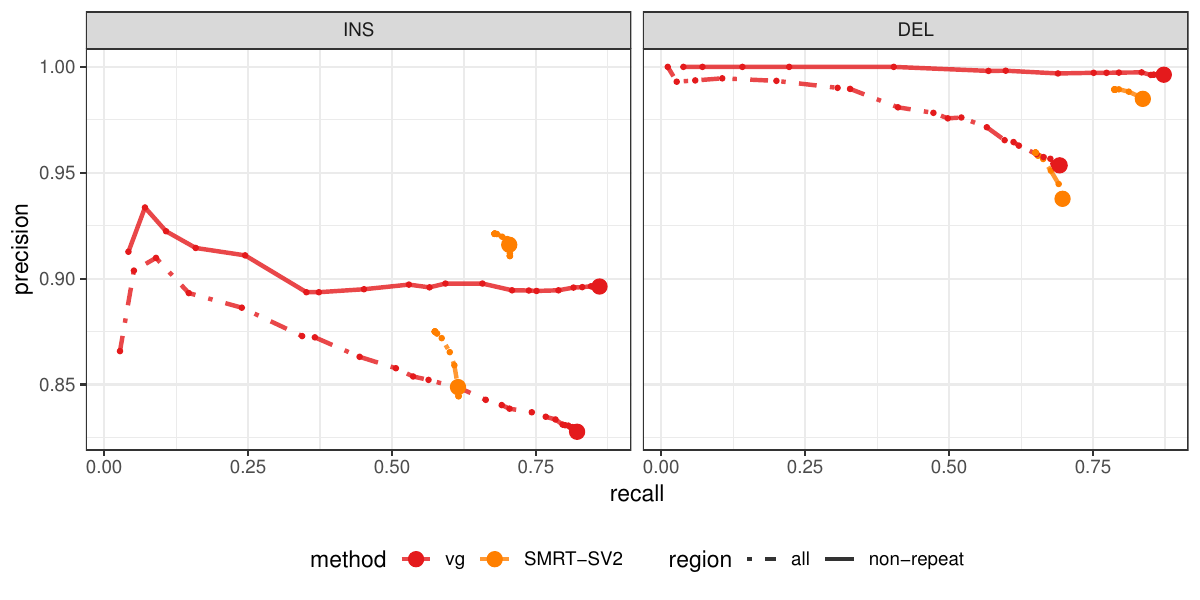 INS
DEL
1.00
0.95
0.90
0.85
precision
0.00 0.25 0.50 0.75
0.00 0.25 0.50 0.75
recall
method vg SMRT−SV2 region all non−repeat